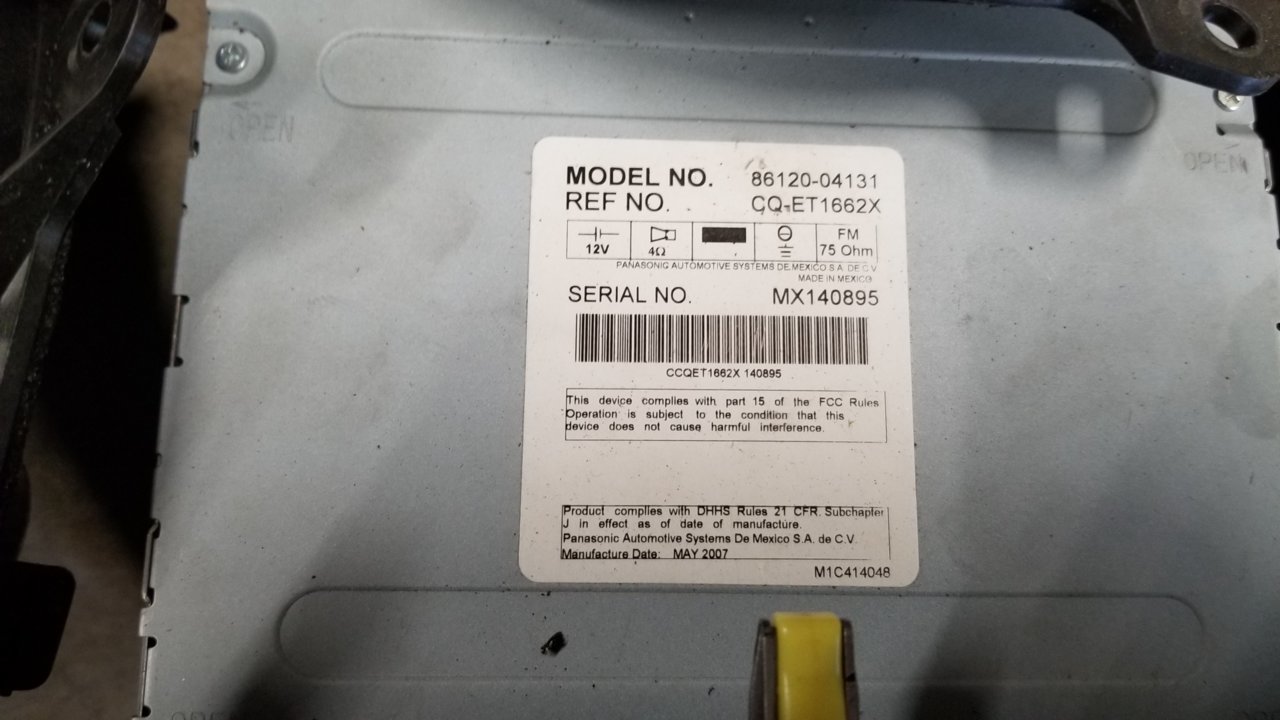 OPEN
OPEN
MODEL NO. 86120-04131
REF NO. CQ-ET1662X
12V 4Ω FM 75 Ohm
PANASONIC AUTOMOTIVE SYSTEMS DE MEXICO S.A. DE C.V.
MADE IN MEXICO
SERIAL NO. MX140895
CCQET1662X 140895
This device complies with part 15 of the FCC Rules
Operation is subject to the condition that this
device does not cause harmful interference.
Product complies with DHHS Rules 21 CFR. Subchapter
J in effect as of date of manufacture.
Panasonic Automotive Systems De Mexico S.A. de C.V.
Manufacture Date: MAY 2007
M1C414048